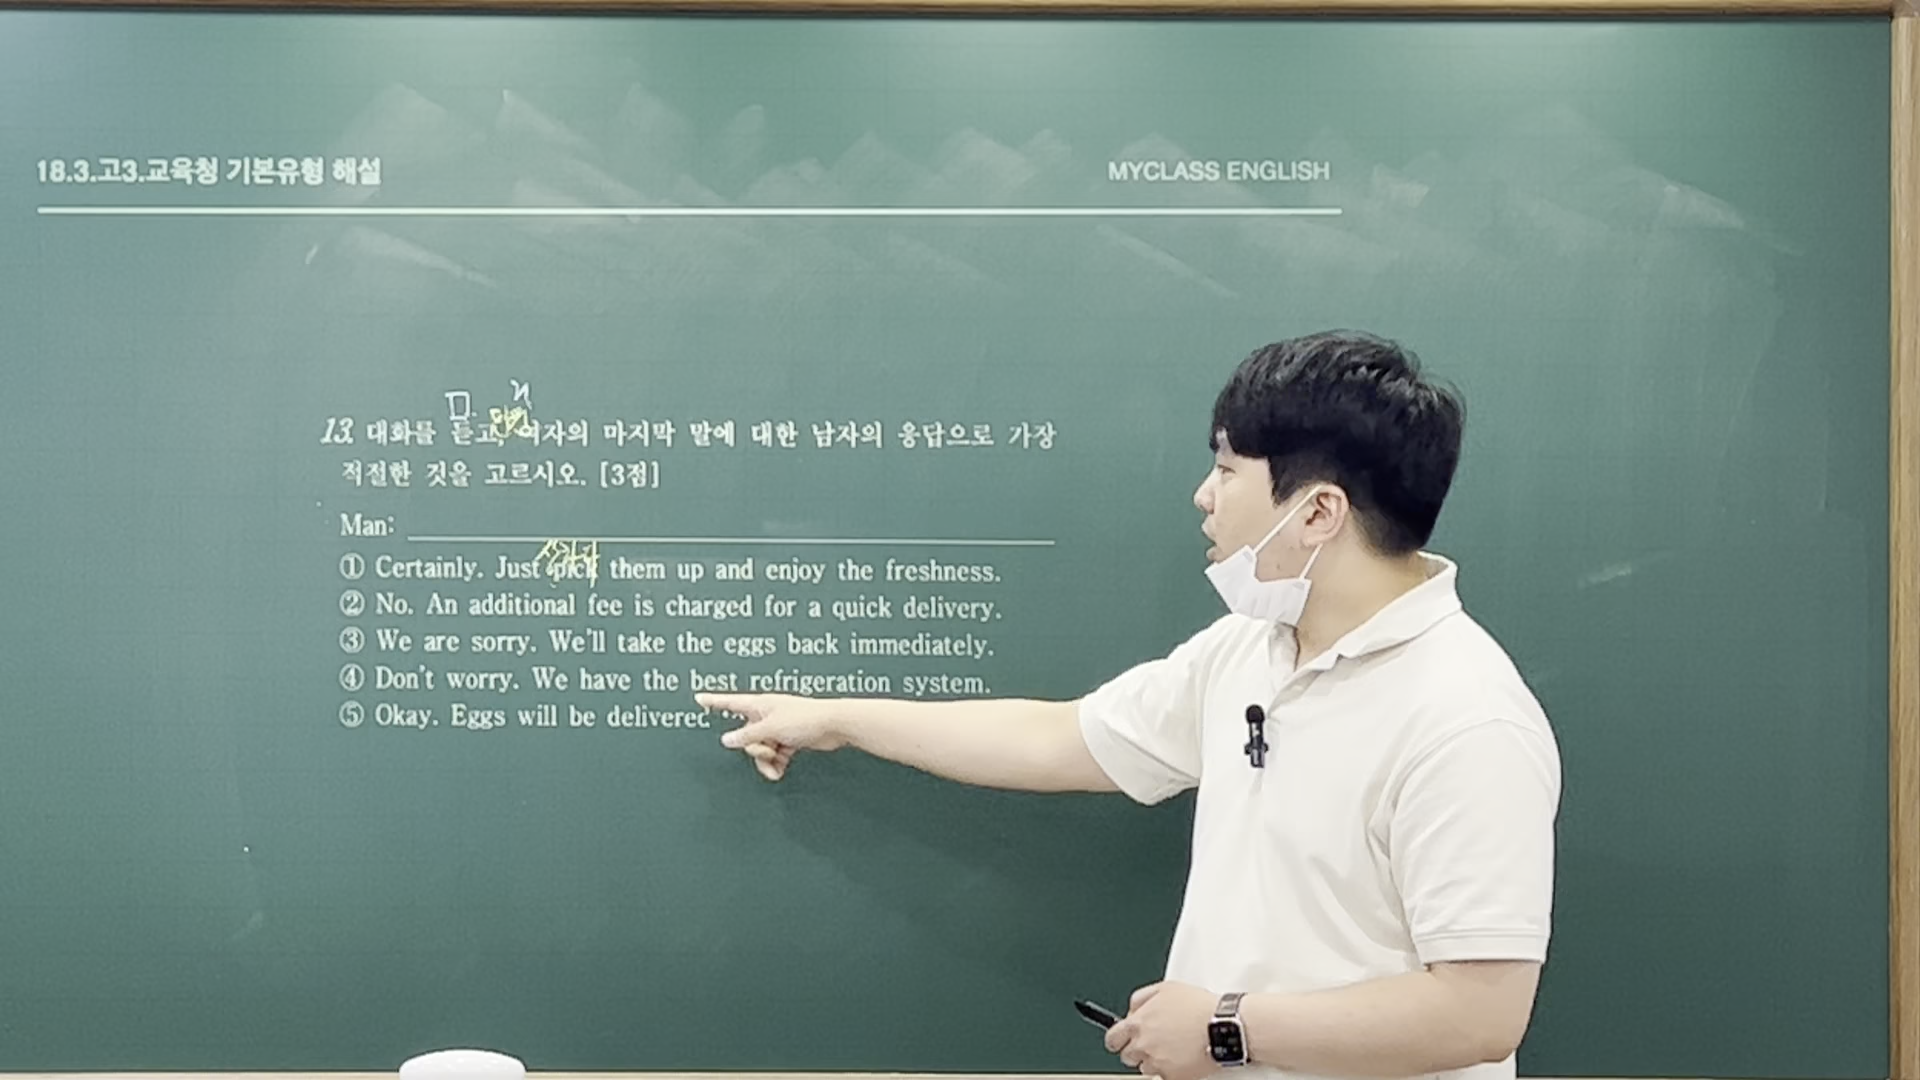 18.3.고3.교육청 기본유형 해설
MYCLASS ENGLISH
13. 대화를 듣고, 여자의 마지막 말에 대한 남자의 응답으로 가장
적절한 것을 고르시오. [3점]
Man:
① Certainly. Just pick them up and enjoy the freshness.
② No. An additional fee is charged for a quick delivery.
③ We are sorry. We'll take the eggs back immediately.
④ Don't worry. We have the best refrigeration system.
⑤ Okay. Eggs will be delivered